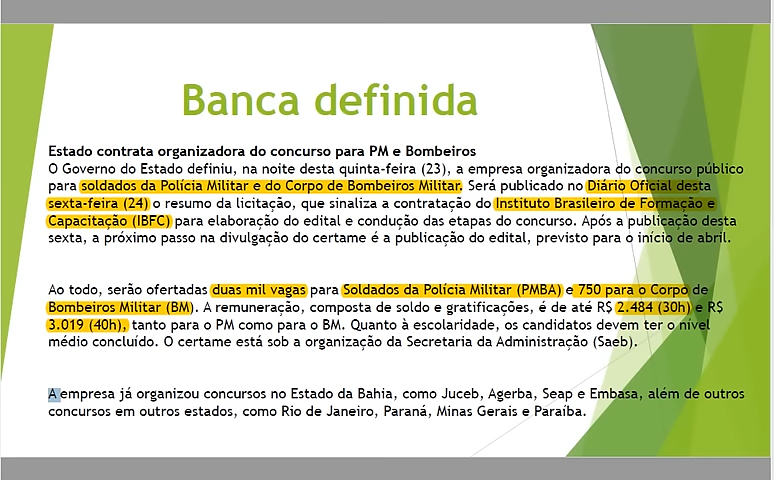 Banca definida
Estado contrata organizadora do concurso para PM e Bombeiros
O Governo do Estado definiu, na noite desta quinta-feira (23), a empresa organizadora do concurso público
para soldados da Polícia Militar e do Corpo de Bombeiros Militar. Será publicado no Diário Oficial desta
sexta-feira (24) o resumo da licitação, que sinaliza a contratação do Instituto Brasileiro de Formação e
Capacitação (IBFC) para elaboração do edital e condução das etapas do concurso. Após a publicação desta
sexta, a próximo passo na divulgação do certame é a publicação do edital, previsto para o início de abril.
Ao todo, serão ofertadas duas mil vagas para Soldados da Polícia Militar (PMBA) e 750 para o Corpo de
Bombeiros Militar (BM). A remuneração, composta de soldo e gratificações, é de até R$ 2.484 (30h) e R$
3.019 (40h), tanto para o PM como para o BM. Quanto à escolaridade, os candidatos devem ter o nível
médio concluído. O certame está sob a organização da Secretaria da Administração (Saeb).
A empresa já organizou concursos no Estado da Bahia, como Juceb, Agerba, Seap e Embasa, além de outros
concursos em outros estados, como Rio de Janeiro, Paraná, Minas Gerais e Paraíba.